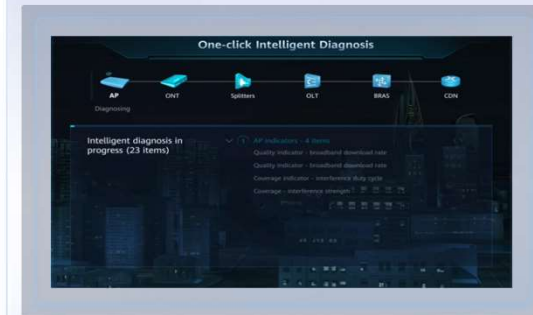 One-click Intelligent Diagnosis
AP
ONT
Splitters
OLT
BRAS
CDN
Diagnosing
Intelligent diagnosis in
progress (23 items)
1
AP indicators - 4 items
Quality indicator - broadband download rate
Quality indicator - broadband download rate
Coverage indicator - interference duty cycle
Coverage - interference strength